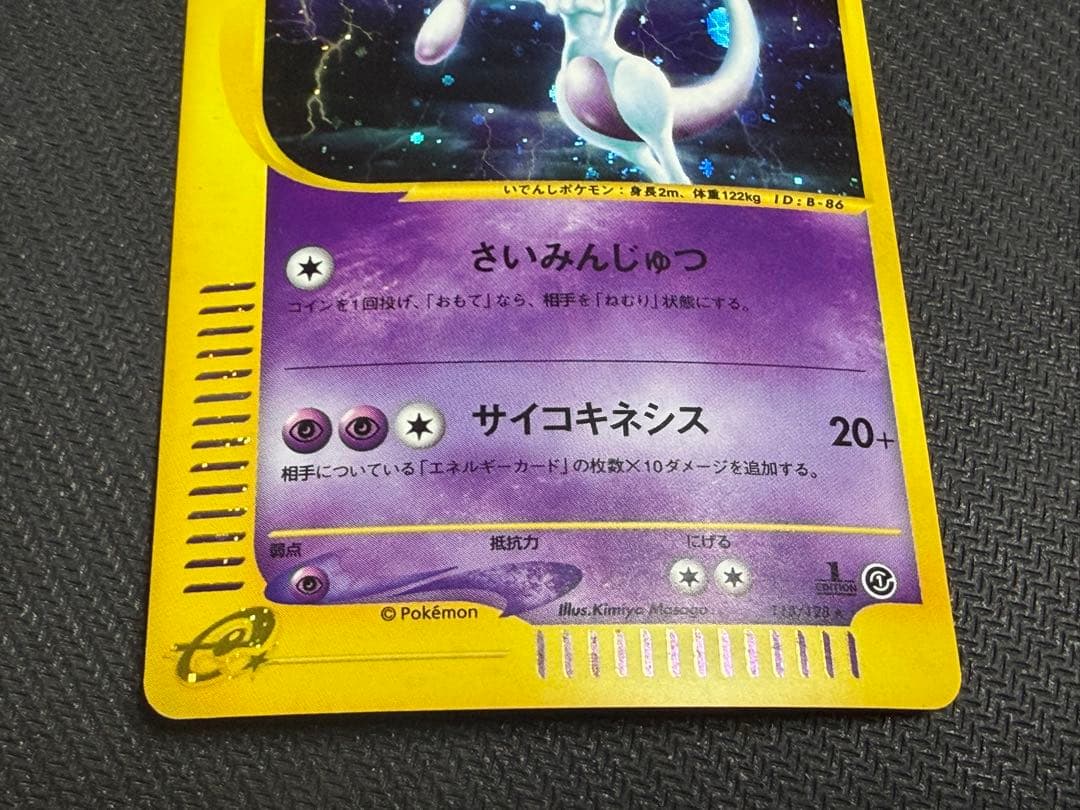 いでんしポケモン：身長2m、体重122kg ID：B-86
さいみんじゅつ
コインを1回投げ、「おもて」なら、相手を「ねむり」状態にする。
サイコキネシス 20+
相手についている「エネルギーカード」の枚数×10ダメージを追加する。
弱点 抵抗力 にげる
1 EDITION
© Pokémon Illus.Kimiya Masago 118/128 ★
e